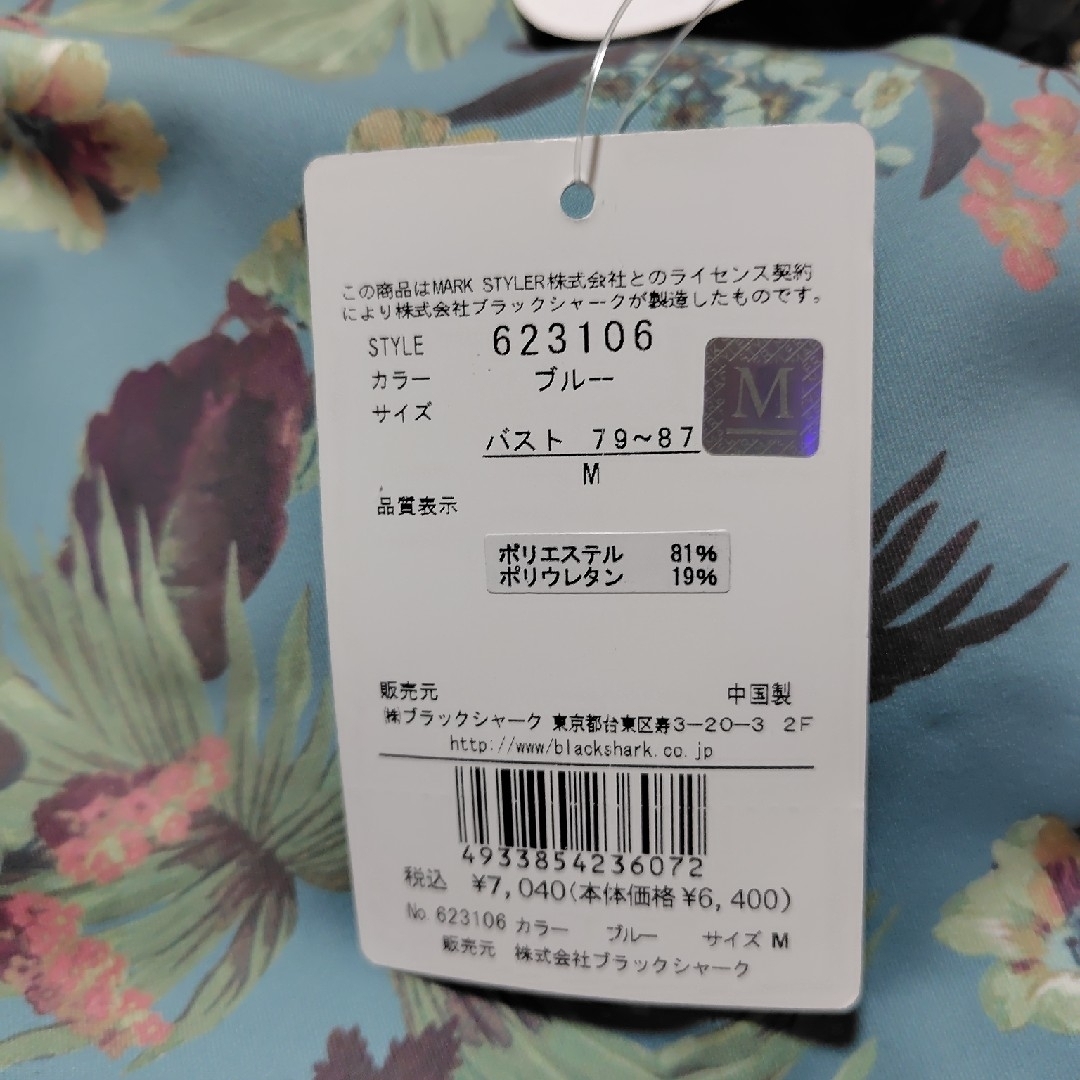 この商品はMARK STYLER株式会社とのライセンス契約
により株式会社ブラックシャークが製造したものです。
STYLE 623106
カラー ブルー
サイズ
バスト 79~87
M
M
品質表示
ポリエステル 81%
ポリウレタン 19%
販売元 中国製
㈱ブラックシャーク 東京都台東区寿3-20-3 2F
http://www/blackshark.co.jp
4933854236072
税込 ¥7,040(本体価格¥6,400)
No.623106 カラー ブルー サイズ M
販売元 株式会社ブラックシャーク